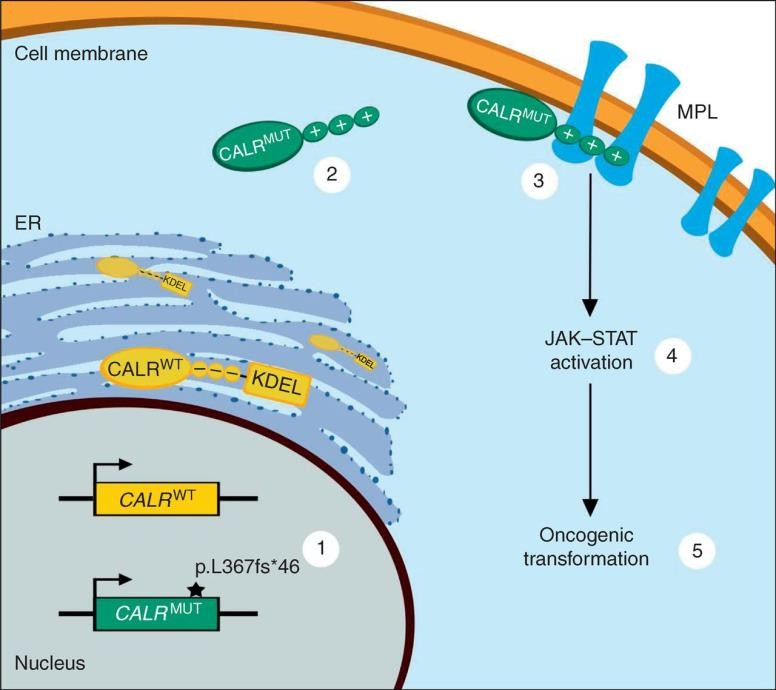 Cell membrane
CALRMUT
+ + +
2
CALRMUT
+ + +
MPL
3
ER
KDEL
KDEL
CALRWT
– – –
KDEL
JAK–STAT
activation
4
CALRWT
1
p.L367fs*46
CALRMUT
Oncogenic
transformation
5
Nucleus